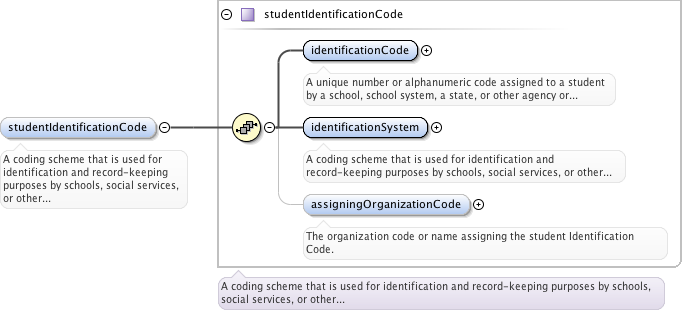 studentIdentificationCode
identificationCode
A unique number or alphanumeric code assigned to a student
by a school, school system, a state, or other agency or...
studentIdentificationCode
identificationSystem
A coding scheme that is used for
identification and record-keeping
purposes by schools, social services,
or other...
A coding scheme that is used for identification and
record-keeping purposes by schools, social services, or other...
assigningOrganizationCode
The organization code or name assigning the student Identification
Code.
A coding scheme that is used for identification and record-keeping purposes by schools,
social services, or other...